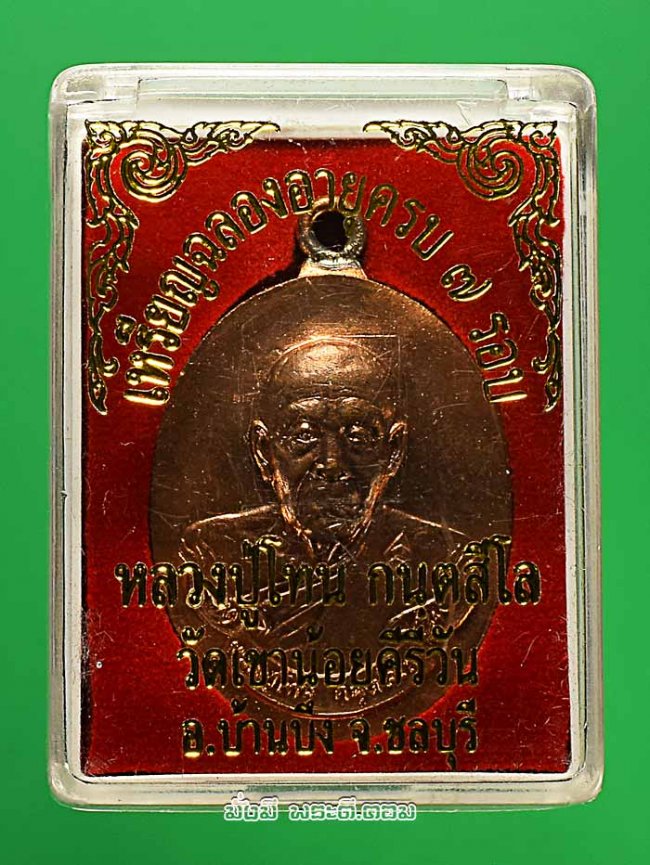 เหรียญฉลองอายุครบ ๗ รอบ
หลวงปู่โทน กนฺตสีโล
วัดเขาน้อยคีรีวัน
อ.บ้านบึง จ.ชลบุรี
มั่งมี พระดี.คอม